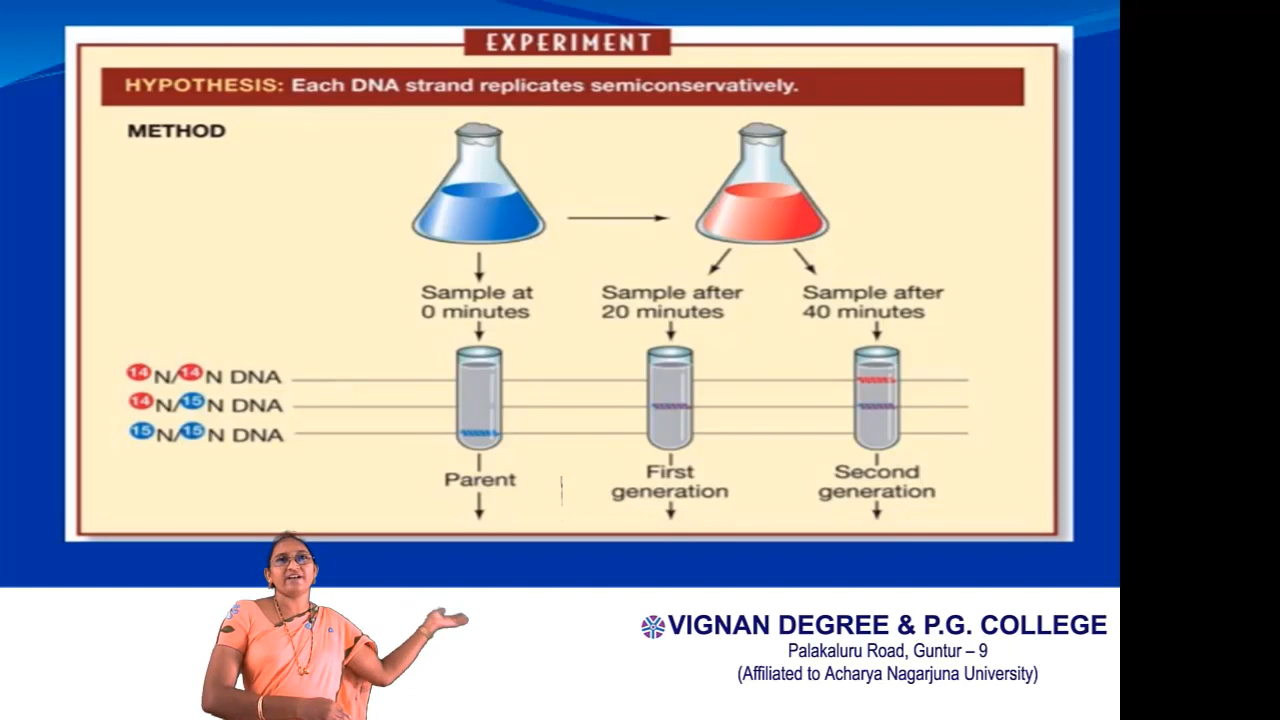 EXPERIMENT
HYPOTHESIS: Each DNA strand replicates semiconservatively.
METHOD
Sample at
0 minutes
Sample after
20 minutes
Sample after
40 minutes
14N/14N DNA
14N/15N DNA
15N/15N DNA
Parent
First
generation
Second
generation
VIGNAN DEGREE & P.G. COLLEGE
Palakaluru Road, Guntur – 9
(Affiliated to Acharya Nagarjuna University)